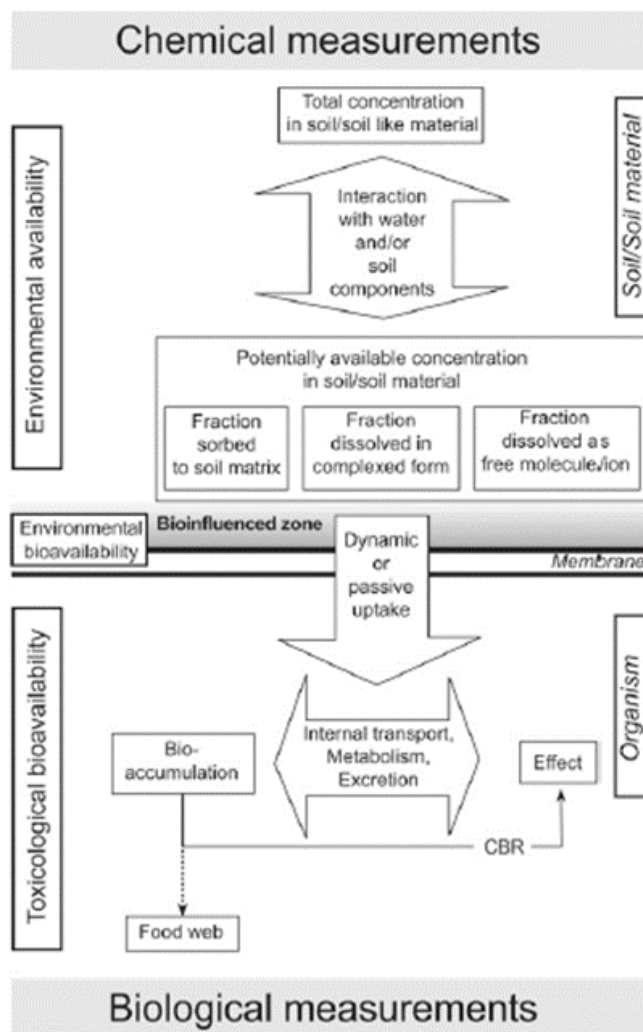 Chemical measurements
Total concentration
in soil/soil like material
Environmental availability
Soil/Soil material
Interaction
with water
and/or
soil
components
Potentially available concentration
in soil/soil material
Fraction
sorbed
to soil matrix
Fraction
dissolved in
complexed form
Fraction
dissolved as
free molecule/ion
Environmental
bioavailability
Bioinfluenced zone
Membrane
Dynamic
or
passive
uptake
Toxicological bioavailability
Organism
Bio-
accumulation
Internal transport,
Metabolism,
Excretion
Effect
CBR
Food web
Biological measurements